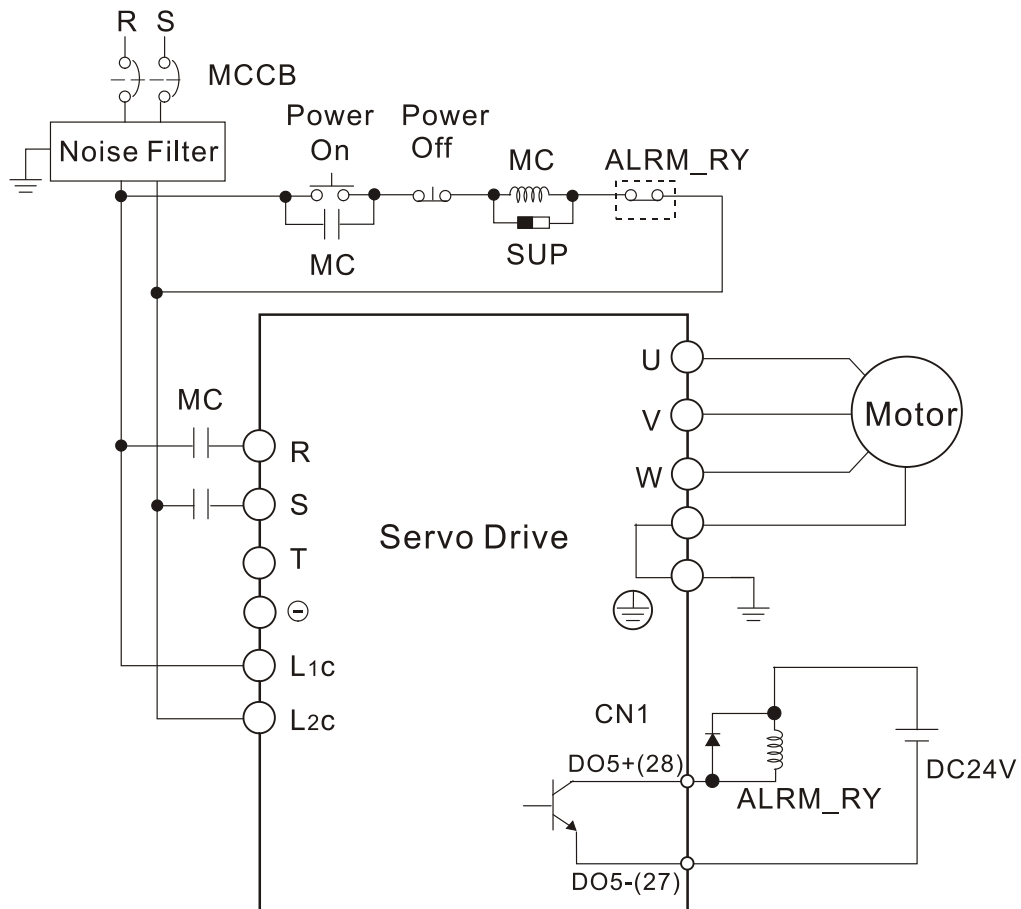 R S
MCCB
Noise Filter
Power
On
Power
Off
MC
ALRM_RY
MC
SUP
MC
R
S
T
⊖
L1c
L2c
Servo Drive
U
V
W
Motor
CN1
DO5+(28)
DO5-(27)
ALRM_RY
DC24V